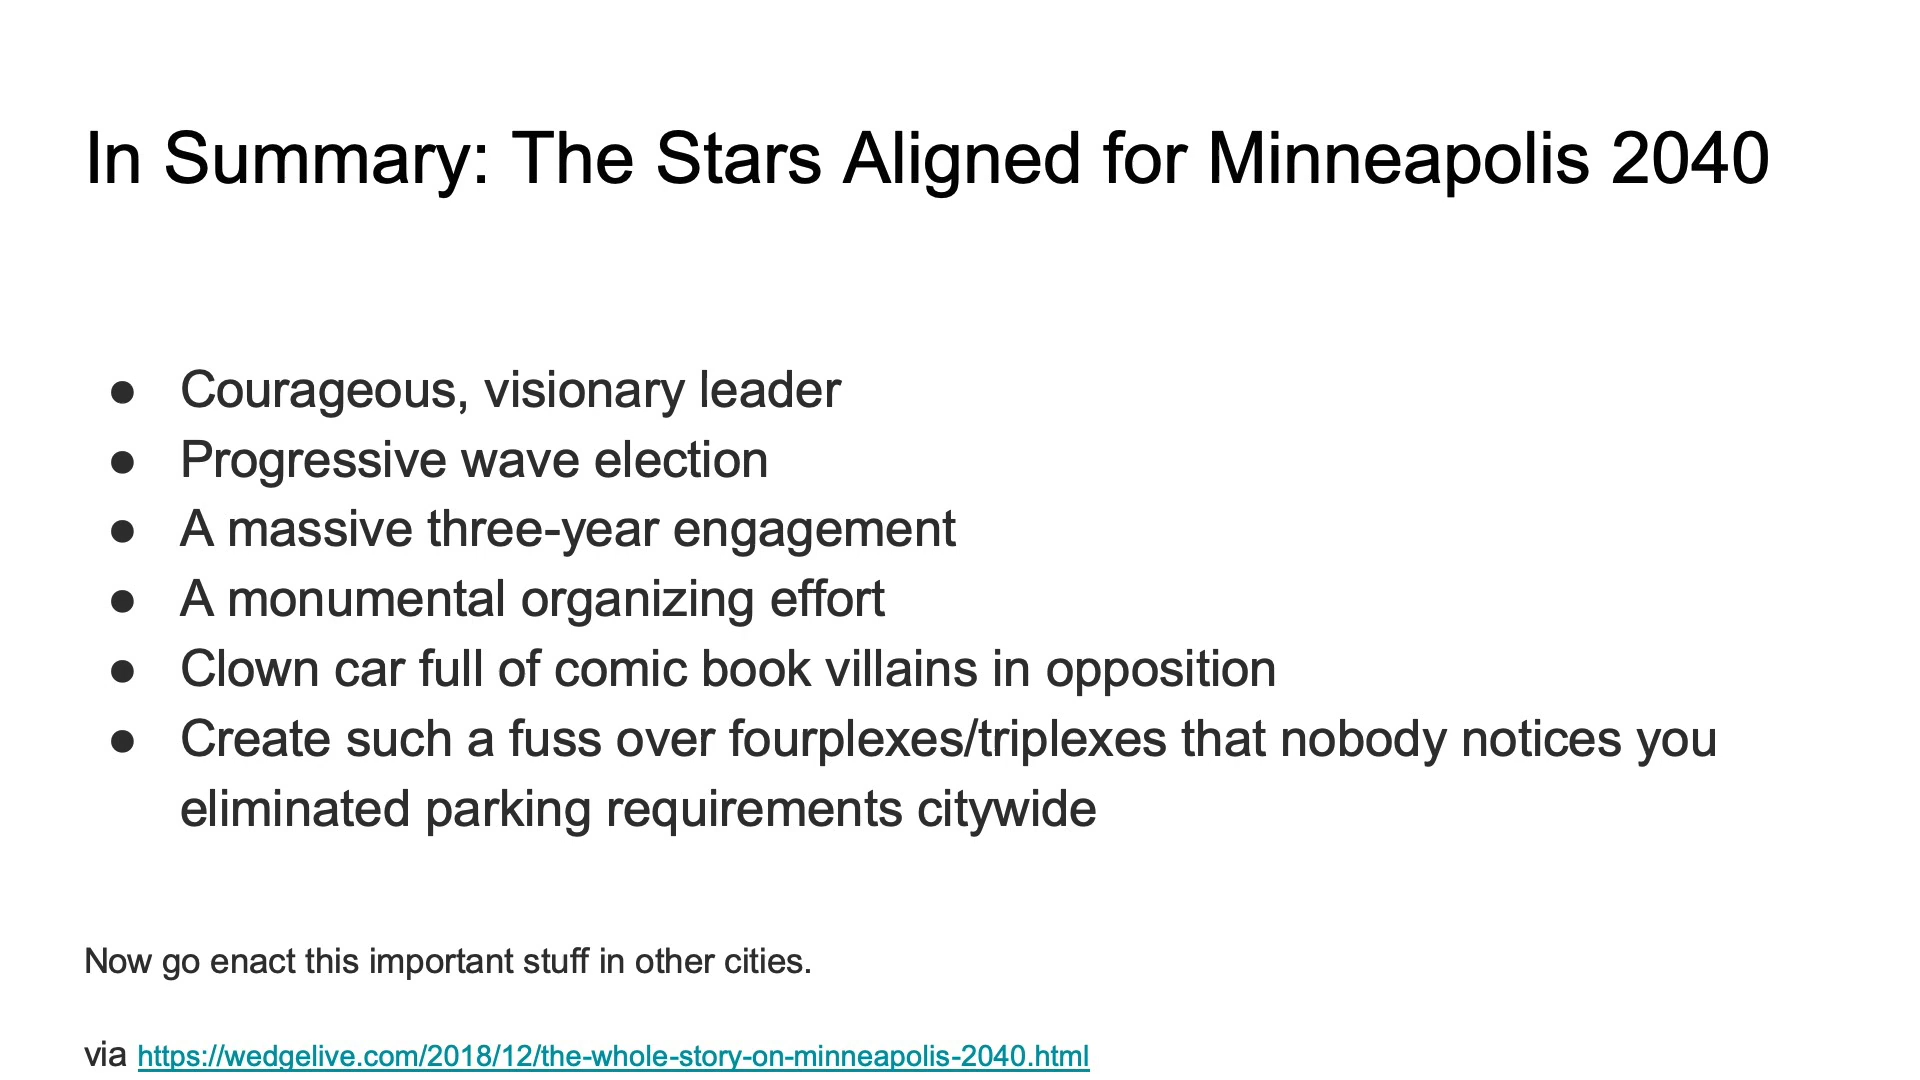 In Summary: The Stars Aligned for Minneapolis 2040
● Courageous, visionary leader
● Progressive wave election
● A massive three-year engagement
● A monumental organizing effort
● Clown car full of comic book villains in opposition
● Create such a fuss over fourplexes/triplexes that nobody notices you
eliminated parking requirements citywide
Now go enact this important stuff in other cities.
via https://wedgelive.com/2018/12/the-whole-story-on-minneapolis-2040.html